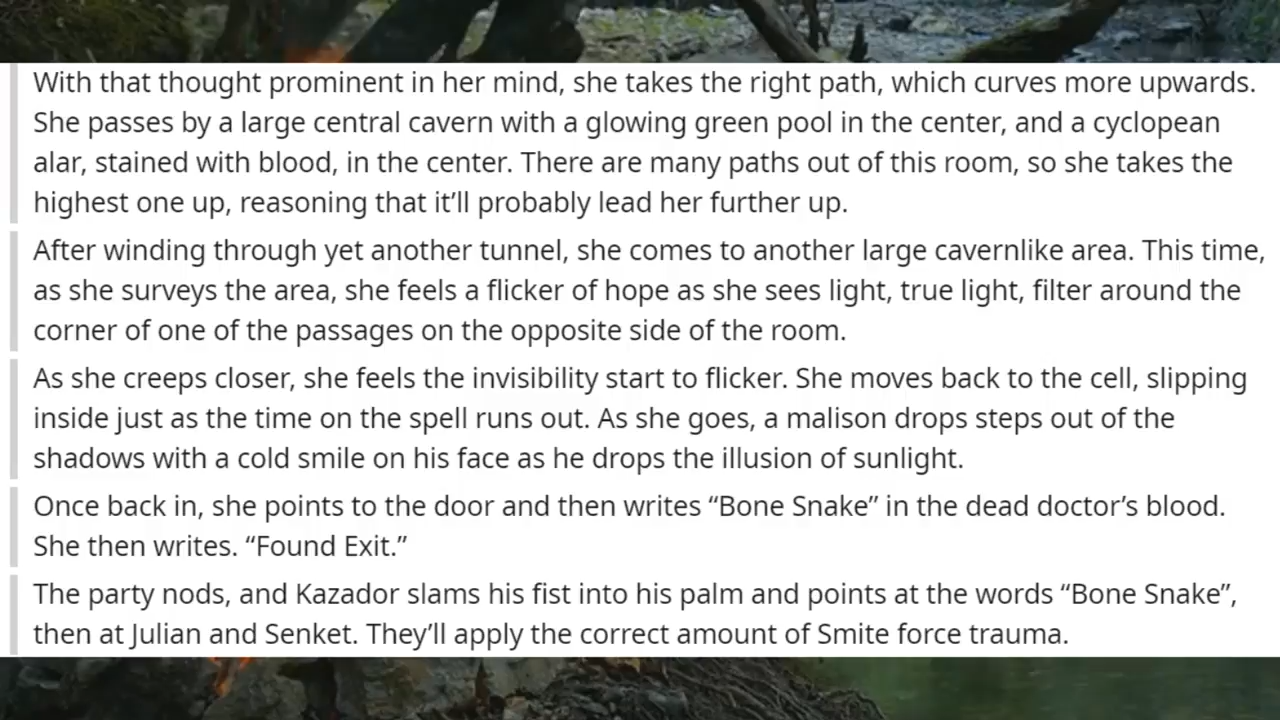 With that thought prominent in her mind, she takes the right path, which curves more upwards.
She passes by a large central cavern with a glowing green pool in the center, and a cyclopean
alar, stained with blood, in the center. There are many paths out of this room, so she takes the
highest one up, reasoning that it’ll probably lead her further up.
After winding through yet another tunnel, she comes to another large cavernlike area. This time,
as she surveys the area, she feels a flicker of hope as she sees light, true light, filter around the
corner of one of the passages on the opposite side of the room.
As she creeps closer, she feels the invisibility start to flicker. She moves back to the cell, slipping
inside just as the time on the spell runs out. As she goes, a malison drops steps out of the
shadows with a cold smile on his face as he drops the illusion of sunlight.
Once back in, she points to the door and then writes “Bone Snake” in the dead doctor’s blood.
She then writes. “Found Exit.”
The party nods, and Kazador slams his fist into his palm and points at the words “Bone Snake”,
then at Julian and Senket. They’ll apply the correct amount of Smite force trauma.